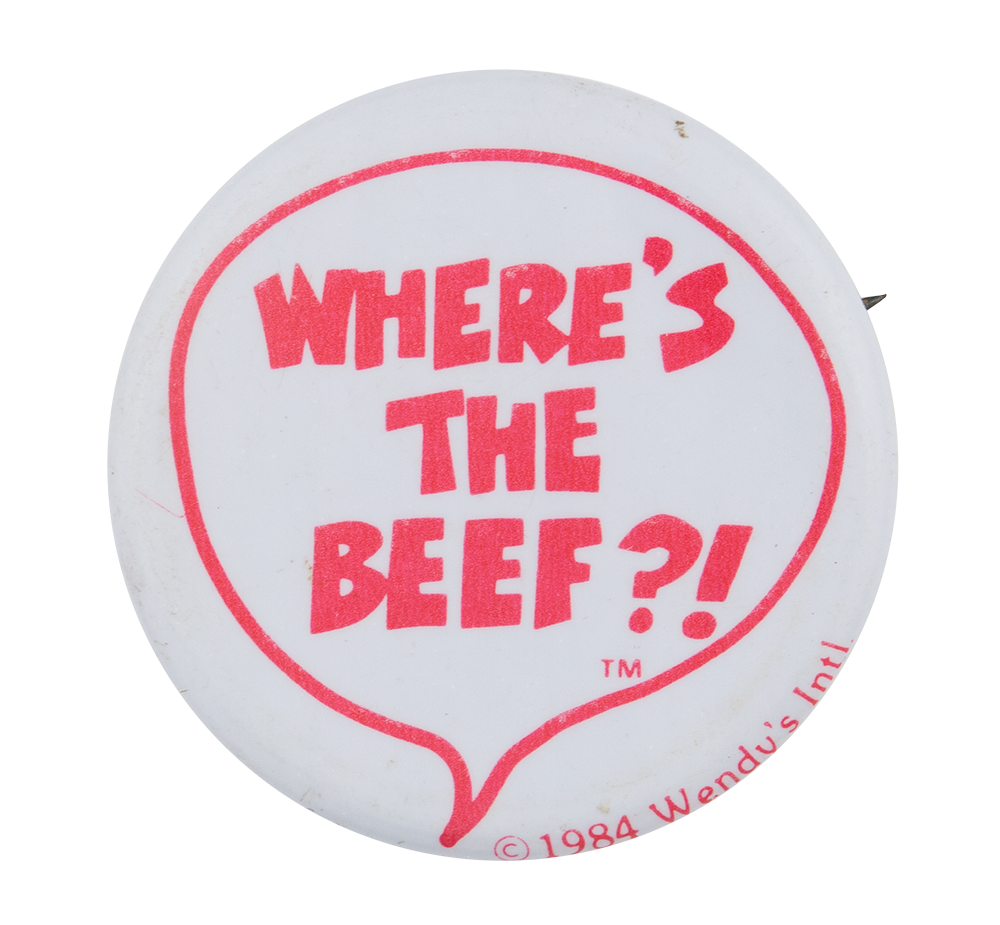 WHERE'S
THE
BEEF?!
TM
© 1984 Wendy's Intl.